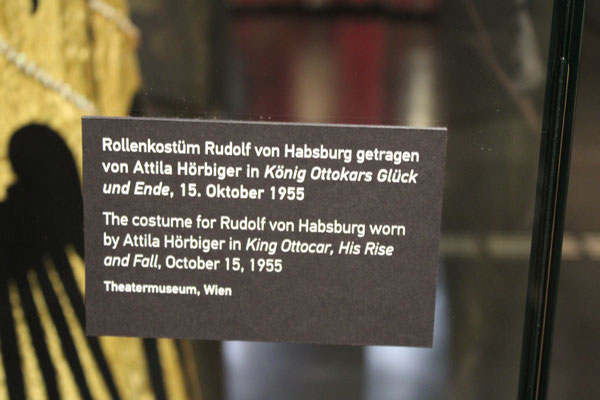 Rollenkostüm Rudolf von Habsburg getragen
von Attila Hörbiger in König Ottokars Glück
und Ende, 15. Oktober 1955
The costume for Rudolf von Habsburg worn
by Attila Hörbiger in King Ottocar, His Rise
and Fall, October 15, 1955
Theatermuseum, Wien